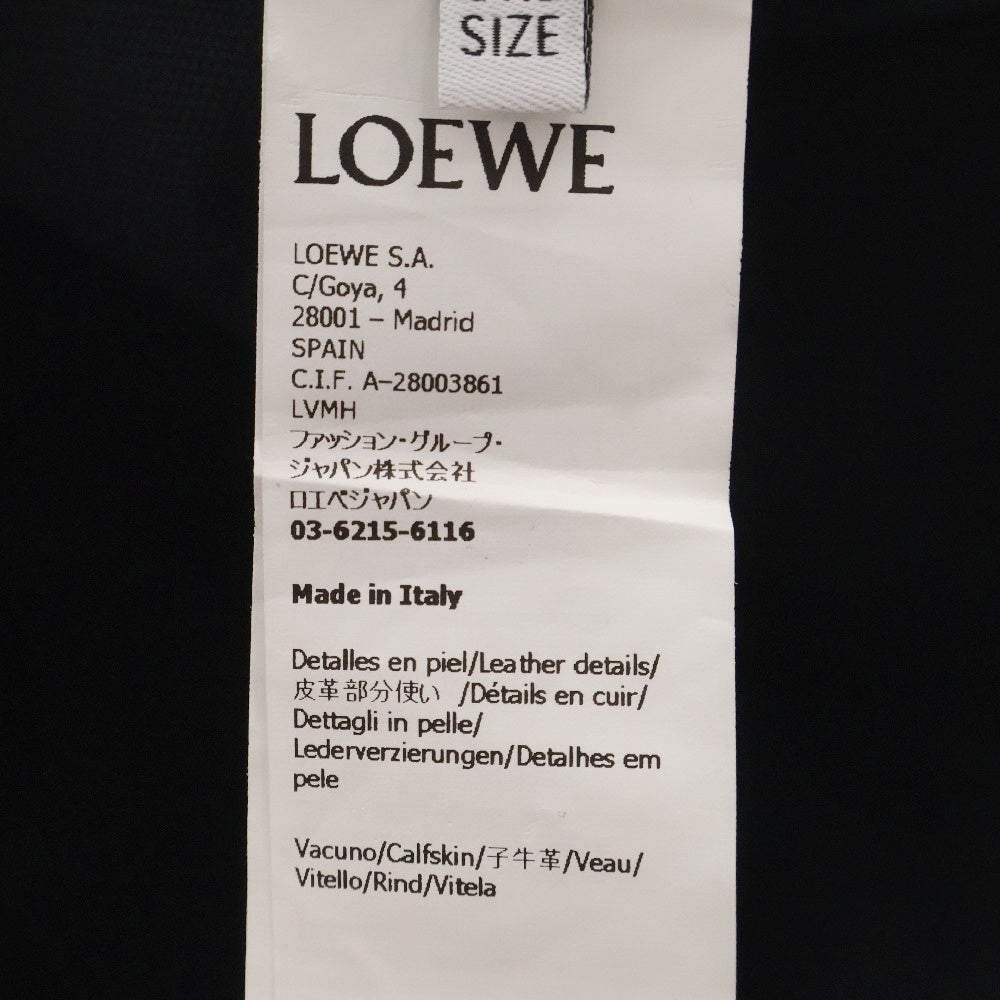 SIZE
LOEWE
LOEWE S.A.
C/Goya, 4
28001 – Madrid
SPAIN
C.I.F. A–28003861
LVMH
ファッション・グループ・
ジャパン株式会社
ロエベジャパン
03-6215-6116
Made in Italy
Detalles en piel/Leather details/
皮革部分使い /Détails en cuir/
Dettagli in pelle/
Lederverzierungen/Detalhes em
pele
Vacuno/Calfskin/子牛革/Veau/
Vitello/Rind/Vitela